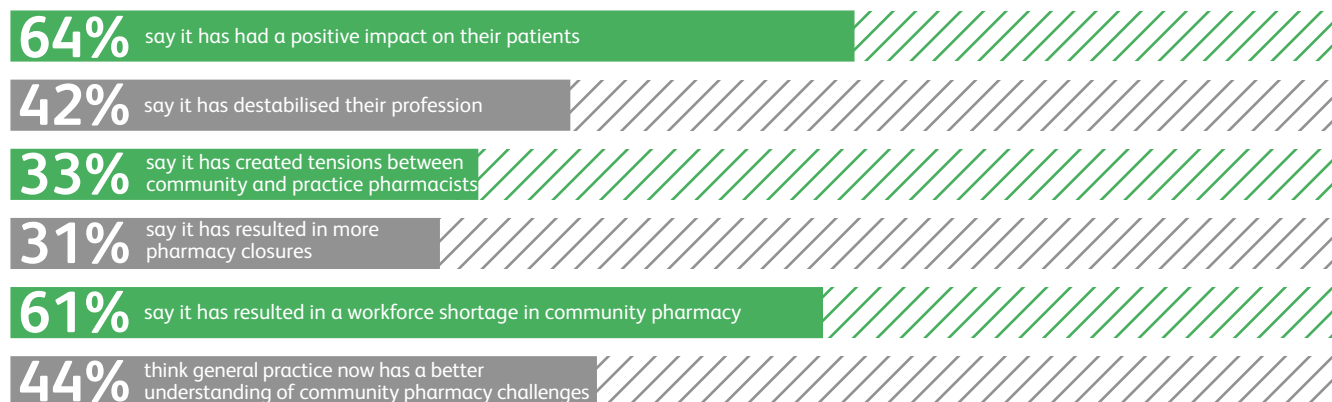 64% say it has had a positive impact on their patients
42% say it has destabilised their profession
33% say it has created tensions between
community and practice pharmacists
31% say it has resulted in more
pharmacy closures
61% say it has resulted in a workforce shortage in community pharmacy
44% think general practice now has a better
understanding of community pharmacy challenges